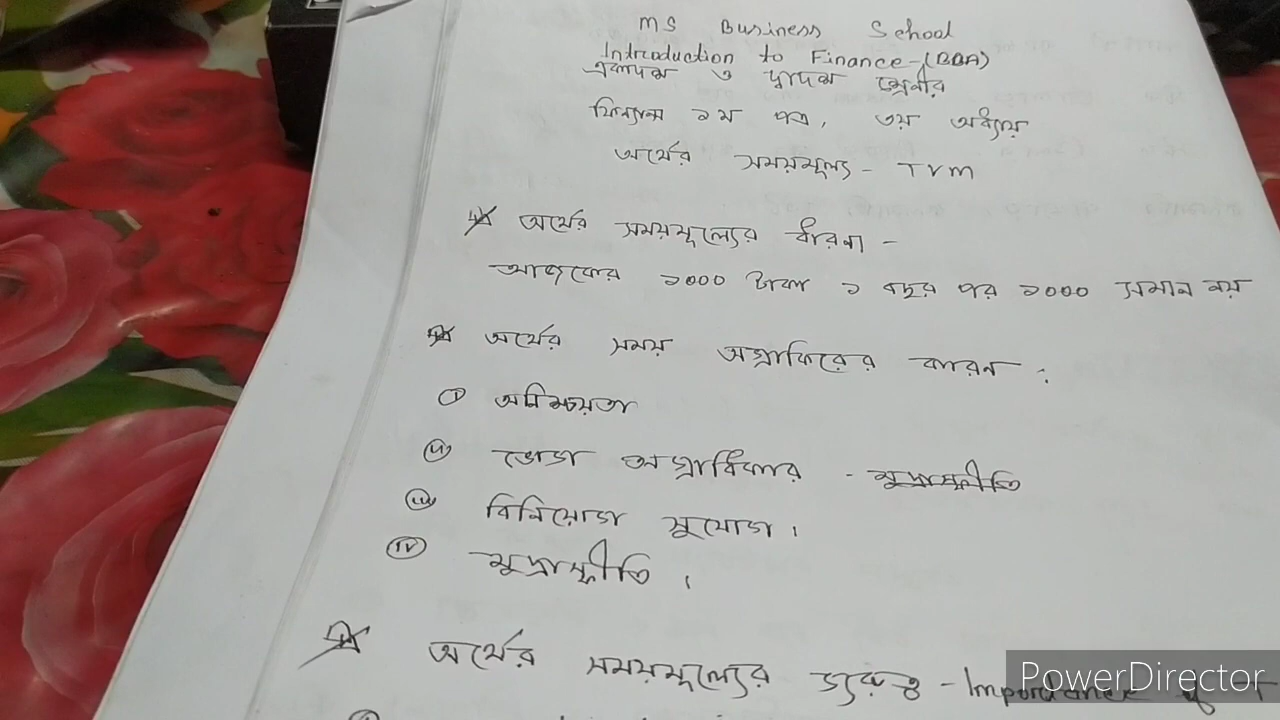 MS Business School
Introduction to Finance-(BBA)
একাদশ ও দ্বাদশ শ্রেণীর
ফিন্যান্স ১ম পত্র, ৩য় অধ্যায়
অর্থের সময়মূল্য - TVM
অর্থের সময়মূল্যের ধারণা -
আজকের ১০০০ টাকা ১ বছর পর ১০০০ সমান নয়
অর্থের সময় অগ্রাধিকারের কারন :
i অনিশ্চয়তা
ii ভোগ অগ্রাধিকার - মুদ্রাস্ফীতি
iii বিনিয়োগ সুযোগ।
iv মুদ্রাস্ফীতি।
অর্থের সময়মূল্যের গুরুত্ব - Importance of T
PowerDirector